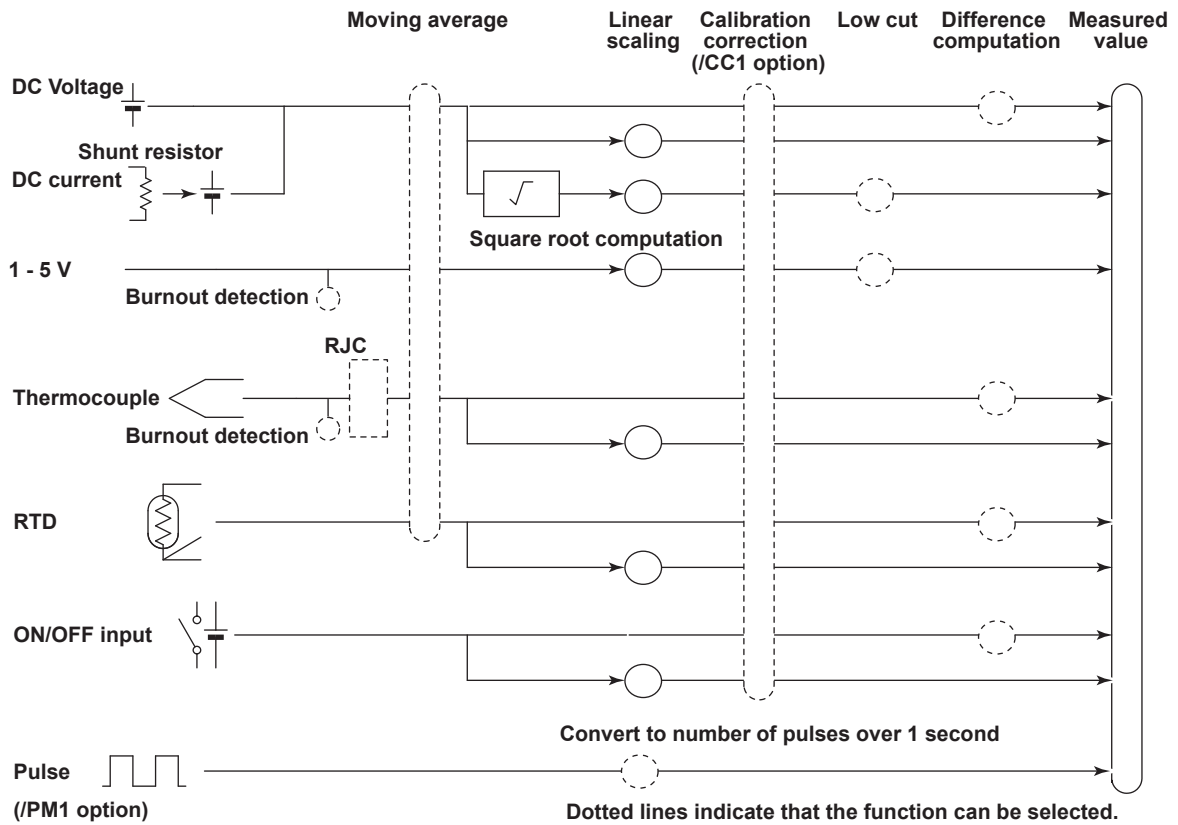 Moving average
Linear
scaling
Calibration
correction
(/CC1 option)
Low cut
Difference
computation
Measured
value
DC Voltage
Shunt resistor
DC current
√
Square root computation
1 - 5 V
Burnout detection
RJC
Thermocouple
Burnout detection
RTD
ON/OFF input
Convert to number of pulses over 1 second
Pulse
(/PM1 option)
Dotted lines indicate that the function can be selected.